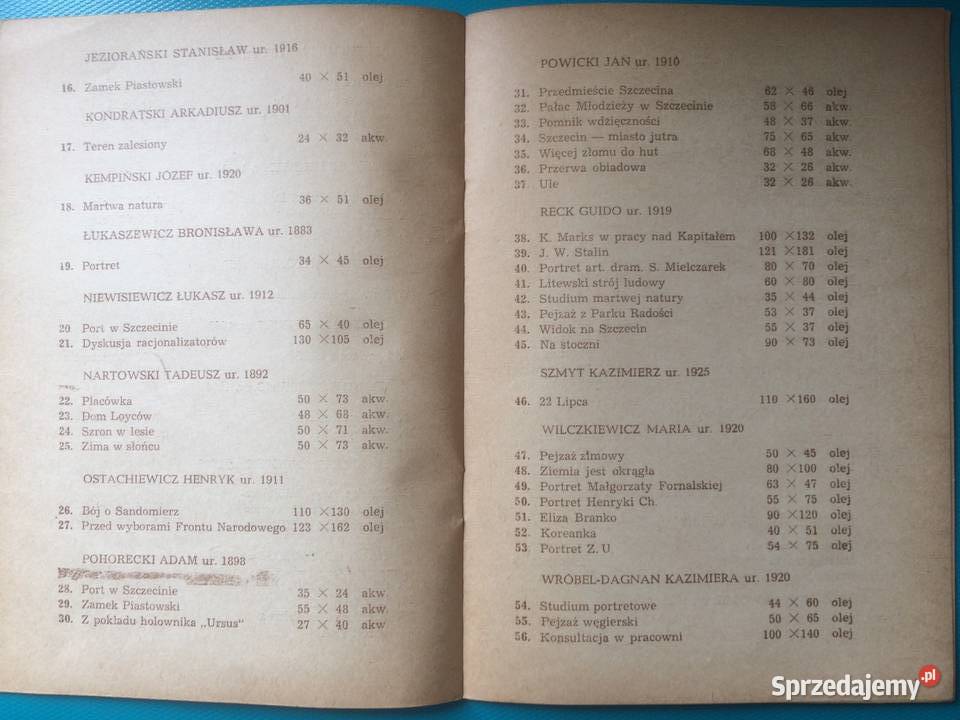 JEZIORAŃSKI STANISŁAW ur. 1916
16. Zamek Piastowski 40 × 51 olej
KONDRATSKI ARKADIUSZ ur. 1901
17. Teren zalesiony 24 × 32 akw.
KEMPIŃSKI JÓZEF ur. 1920
18. Martwa natura 36 × 51 olej
ŁUKASZEWICZ BRONISŁAWA ur. 1883
19. Portret 34 × 45 olej
NIEWISIEWICZ ŁUKASZ ur. 1912
20. Port w Szczecinie 65 × 40 olej
21. Dyskusja racjonalizatorów 130 ×105 olej
NARTOWSKI TADEUSZ ur. 1892
22. Placówka 50 × 73 akw.
23. Dom Loyców 48 × 68 akw.
24. Szron w lesie 50 × 71 akw.
25. Zima w słońcu 50 × 73 akw.
OSTACHIEWICZ HENRYK ur. 1911
26. Bój o Sandomierz 110 ×130 olej
27. Przed wyborami Frontu Narodowego 123 ×162 olej
POHORECKI ADAM ur. 1898
28. Port w Szczecinie 35 × 24 akw.
29. Zamek Piastowski 55 × 48 akw.
30. Z pokładu holownika „Ursus" 27 × 40 akw
POWICKI JAN ur. 1910
31. Przedmieście Szczecina 62 × 46 olej
32. Pałac Młodzieży w Szczecinie 58 × 66 akw.
33. Pomnik wdzięczności 48 × 37 akw.
34. Szczecin — miasto jutra 75 × 65 akw.
35. Więcej złomu do hut 68 × 48 akw.
36. Przerwa obiadowa 32 × 26 akw.
37. Ule 32 × 26 akw.
RECK GUIDO ur. 1919
38. K. Marks w pracy nad Kapitałem 100 ×132 olej
39. J. W. Stalin 121 ×181 olej
40. Portret art. dram. S. Mielczarek 80 × 70 olej
41. Litewski strój ludowy 60 × 80 olej
42. Studium martwej natury 35 × 44 olej
43. Pejzaż z Parku Radości 53 × 37 olej
44. Widok na Szczecin 55 × 37 olej
45. Na stoczni 90 × 73 olej
SZMYT KAZIMIERZ ur. 1925
46. 22 Lipca 110 ×160 olej
WILCZKIEWICZ MARIA ur. 1920
47. Pejzaż zimowy 50 × 45 olej
48. Ziemia jest okrągła 80 ×100 olej
49. Portret Małgorzaty Fornalskiej 63 × 47 olej
50. Portret Henryki Ch. 55 × 75 olej
51. Eliza Branko 90 ×120 olej
52. Koreanka 40 × 51 olej
53. Portret Z. U. 54 × 75 olej
WRÓBEL-DAGNAN KAZIMIERA ur. 1920
54. Studium portretowe 44 × 60 olej
55. Pejzaż węgierski 50 × 65 olej
56. Konsultacja w pracowni 100 ×140 olej
Sprzedajemy.pl